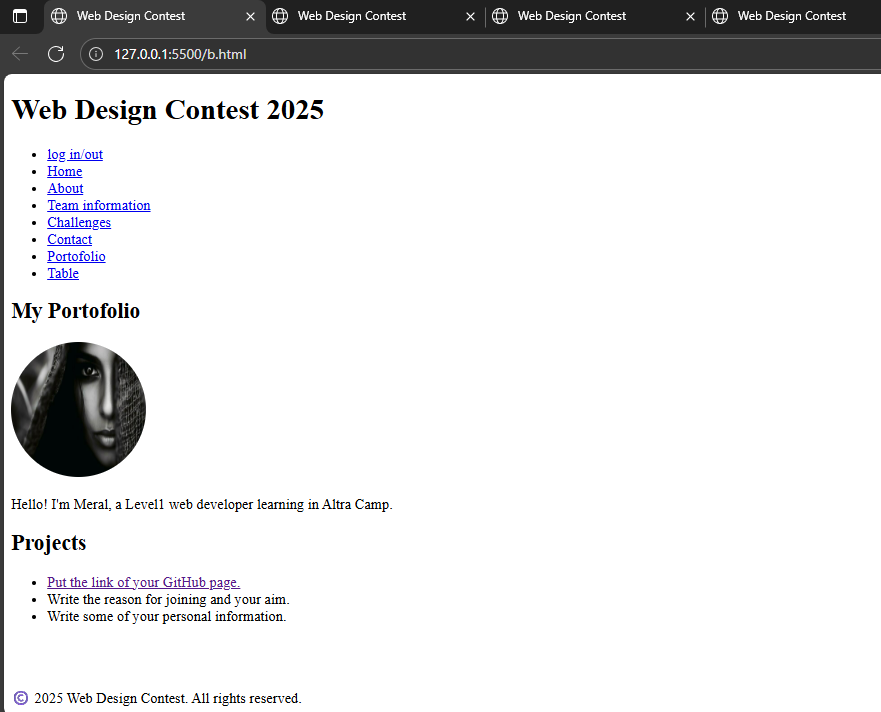 Web Design Contest
Web Design Contest
Web Design Contest
Web Design Contest
127.0.0.1:5500/b.html
Web Design Contest 2025
log in/out
Home
About
Team information
Challenges
Contact
Portofolio
Table
My Portofolio
Hello! I'm Meral, a Level1 web developer learning in Altra Camp.
Projects
Put the link of your GitHub page.
Write the reason for joining and your aim.
Write some of your personal information.
© 2025 Web Design Contest. All rights reserved.